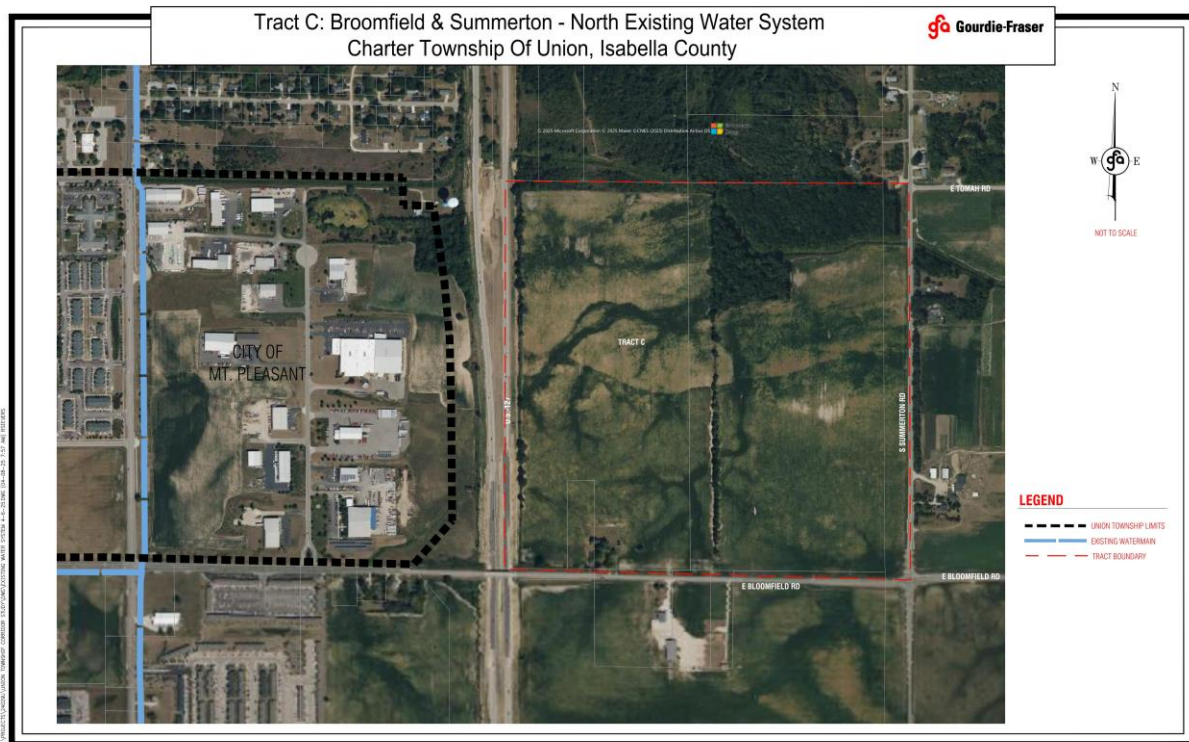 Tract C: Broomfield & Summerton - North Existing Water System
Charter Township Of Union, Isabella County
gfa Gourdie-Fraser
N
W gfa E
NOT TO SCALE
E TOMAH RD
TRACT C
CITY OF
MT. PLEASANT
S SUMMERTON RD
E BLOOMFIELD RD
E BLOOMFIELD RD
LEGEND
UNION TOWNSHIP LIMITS
EXISTING WATERMAIN
TRACT BOUNDARY